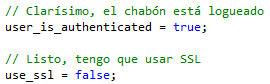 // Clarísimo, el chabón está logueado
user_is_authenticated = true;
// Listo, tengo que usar SSL
use_ssl = false;